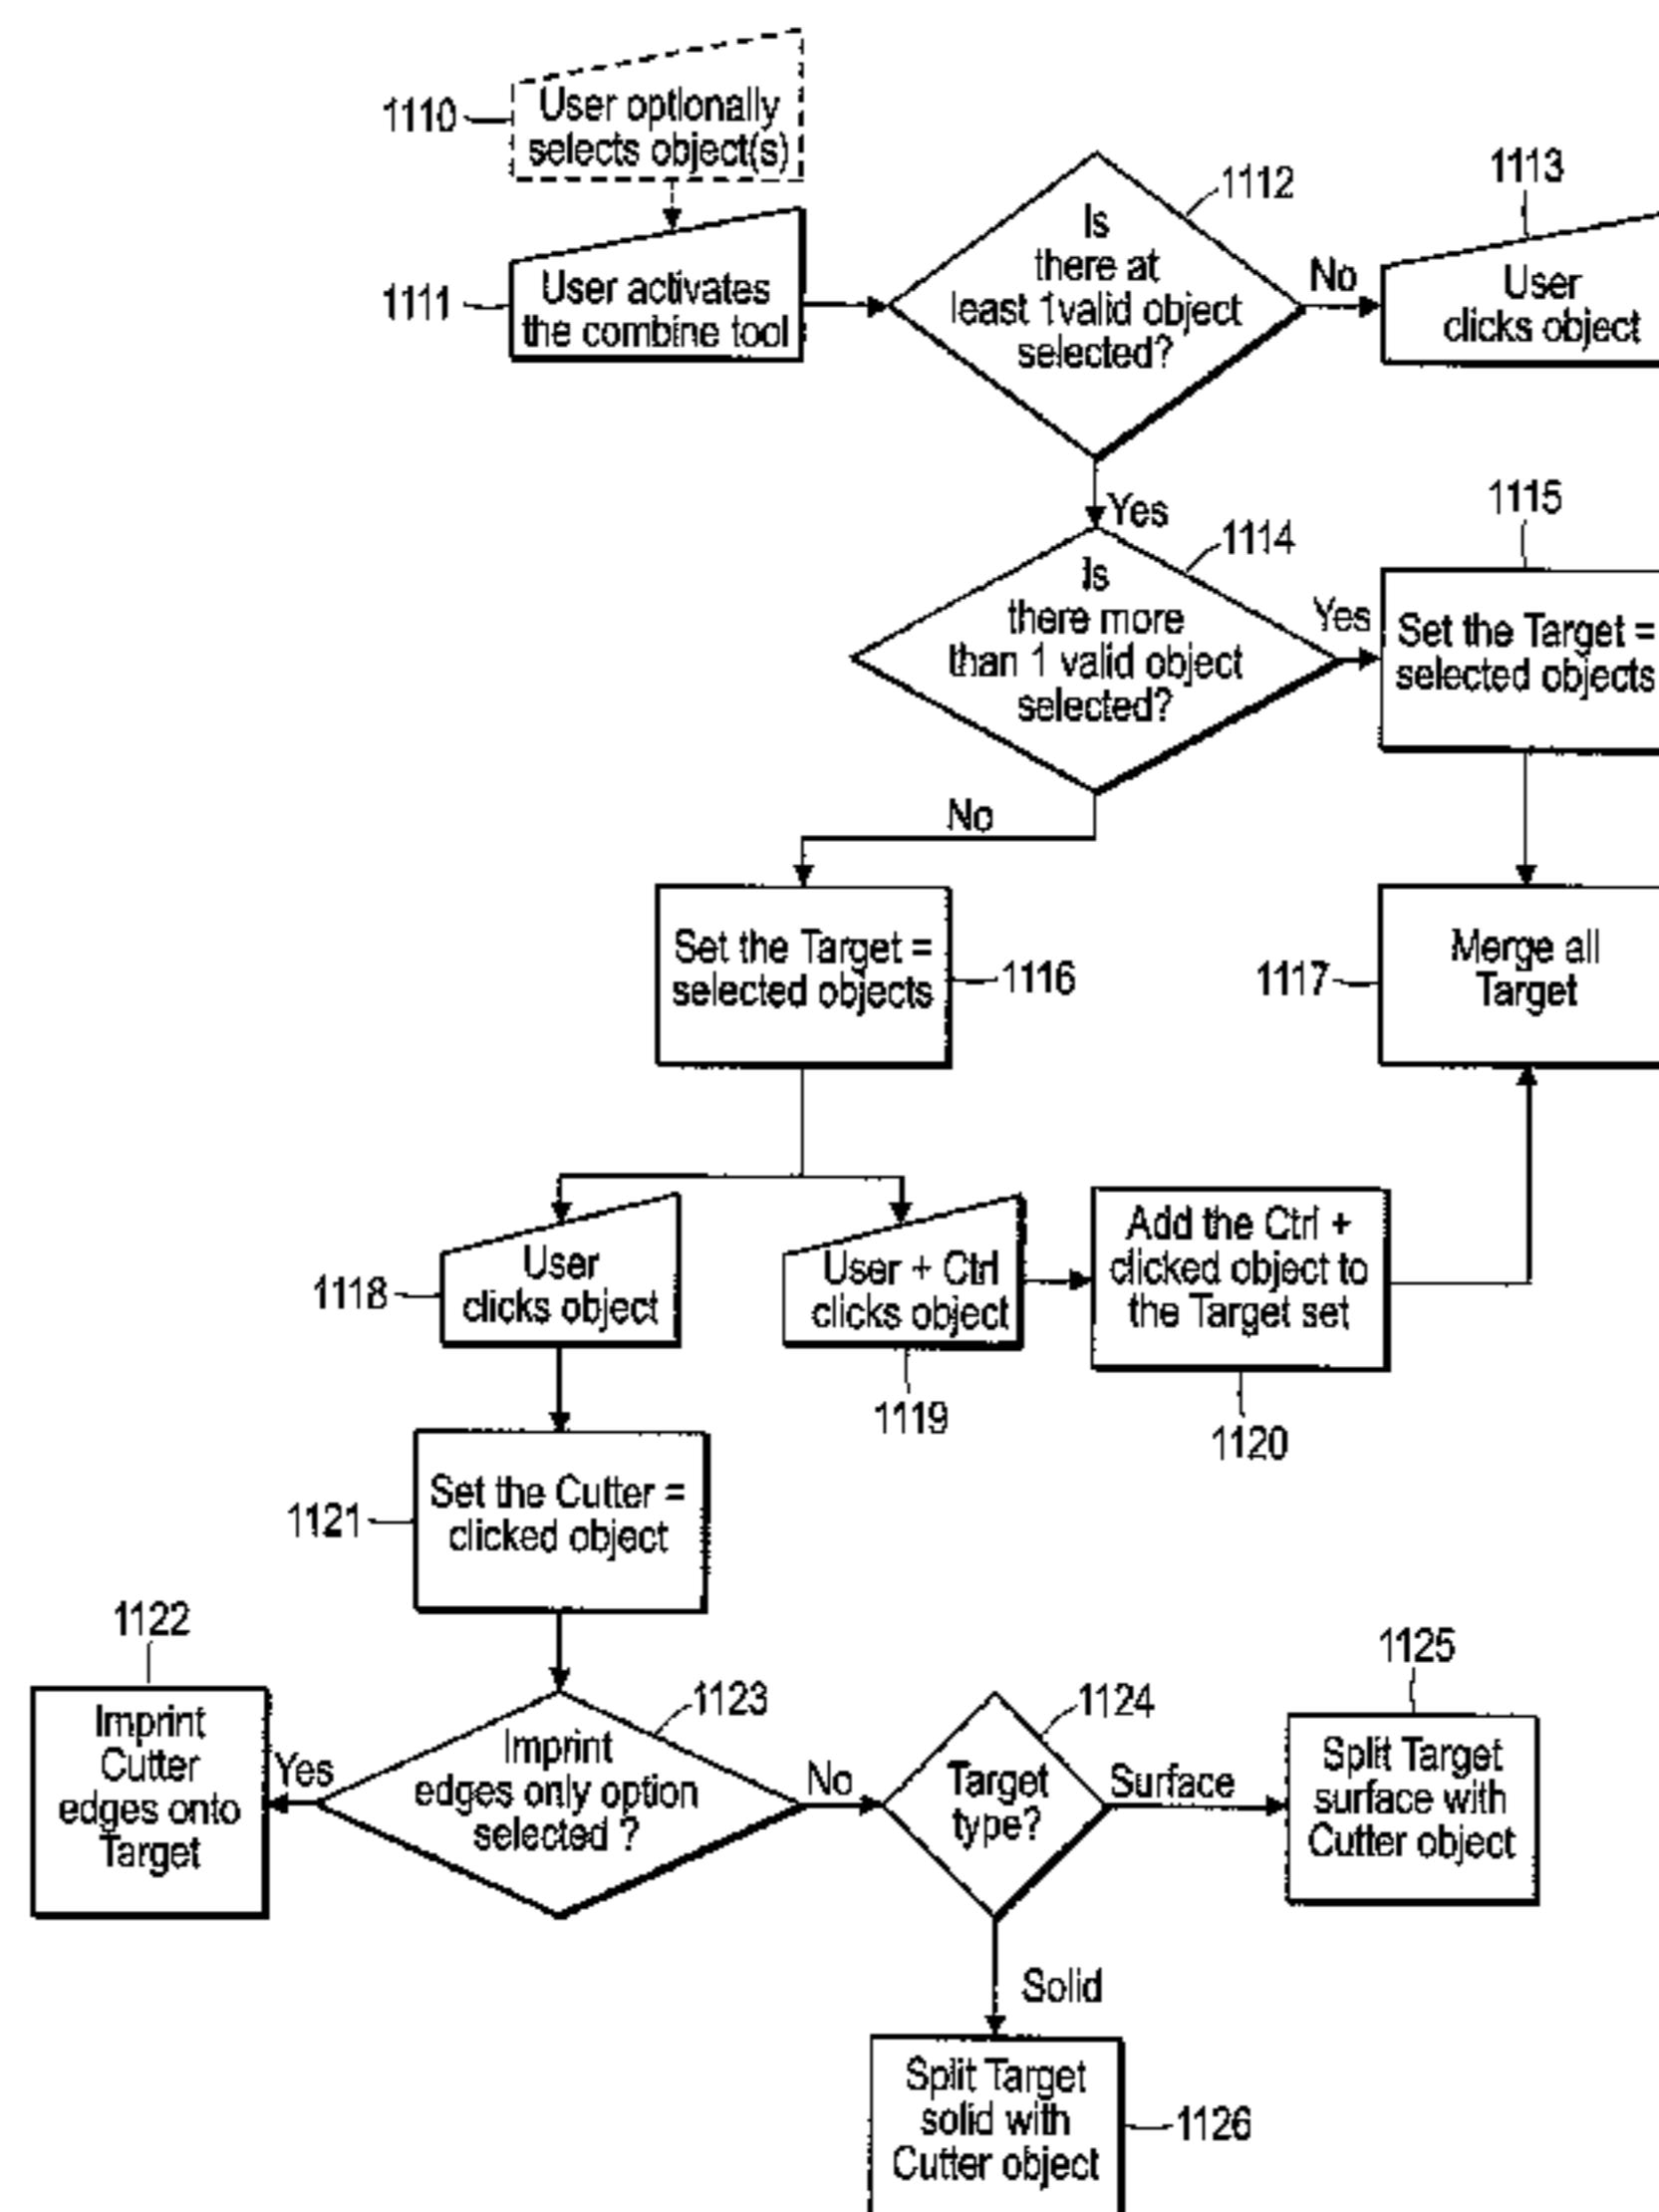 1110
User optionally
selects object(s)
1111
User activates
the combine tool
1112
Is
there at
least 1valid object
selected?
No
1113
User
clicks object
Yes
1114
Is
there more
than 1 valid object
selected?
Yes
1115
Set the Target =
selected objects
No
Set the Target =
selected objects
1116
1117
Merge all
Target
1118
User
clicks object
User + Ctrl
clicks object
1119
Add the Ctrl +
clicked object to
the Target set
1120
1121
Set the Cutter =
clicked object
1122
Imprint
Cutter
edges onto
Target
Yes
1123
Imprint
edges only option
selected ?
No
1124
Target
type?
Surface
1125
Split Target
surface with
Cutter object
Solid
Split Target
solid with
Cutter object
1126